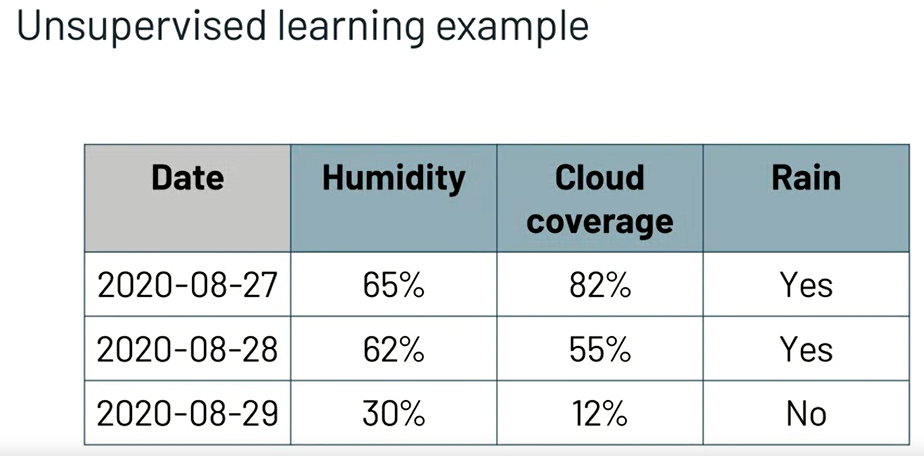 Unsupervised learning example
Date Humidity Cloud coverage Rain
2020-08-27 65% 82% Yes
2020-08-28 62% 55% Yes
2020-08-29 30% 12% No